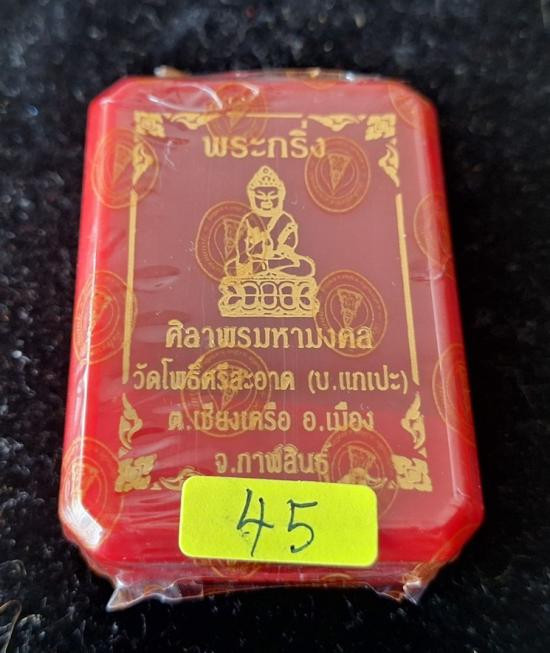 พระกริ่ง
ศิลาพรมหามงคล
วัดโพธิ์ศรีสะอาด (บ.แกเปะ)
ต.เชียงเครือ อ.เมือง
จ.กาฬสินธุ์
45